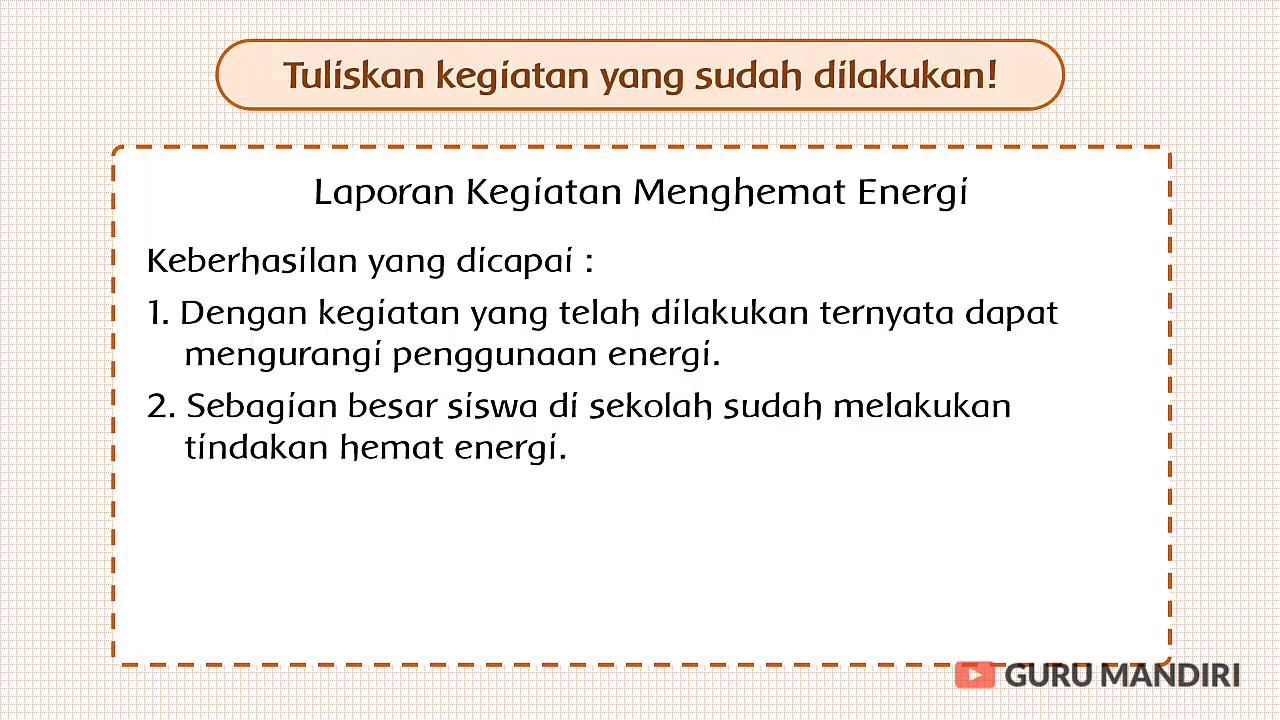 Tuliskan kegiatan yang sudah dilakukan!
Laporan Kegiatan Menghemat Energi
Keberhasilan yang dicapai :
1. Dengan kegiatan yang telah dilakukan ternyata dapat
mengurangi penggunaan energi.
2. Sebagian besar siswa di sekolah sudah melakukan
tindakan hemat energi.
GURU MANDIRI